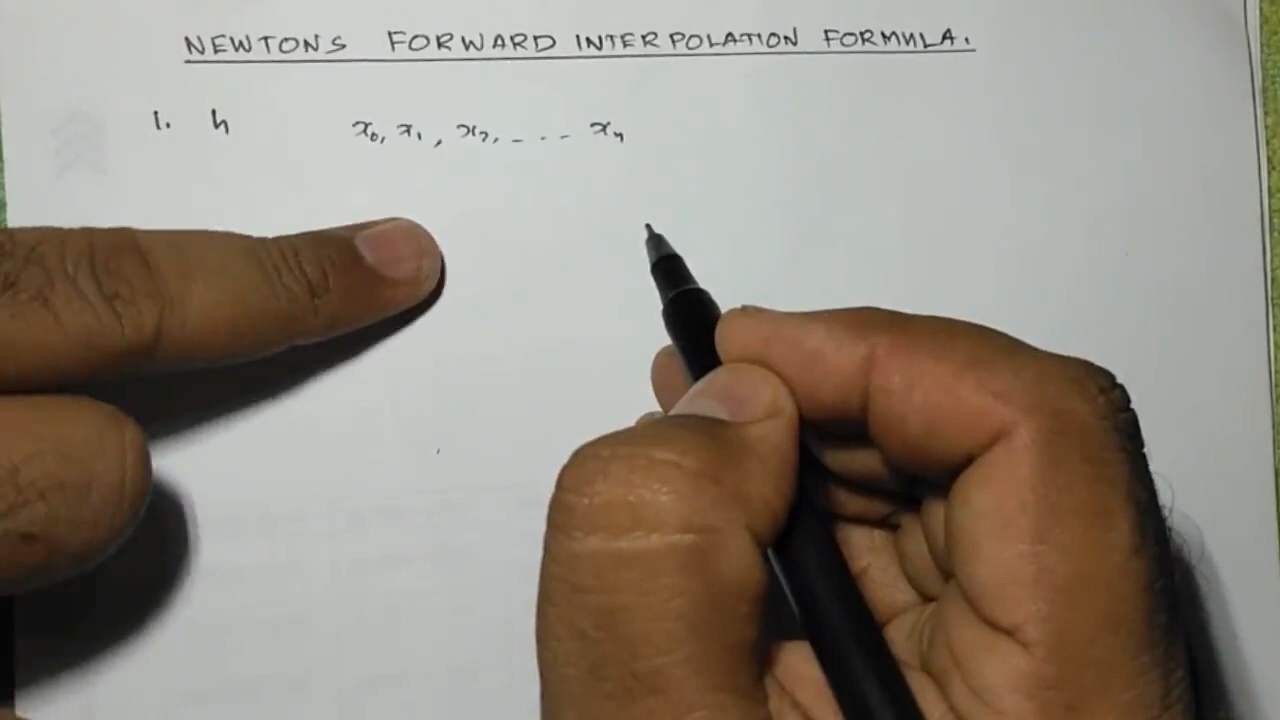 NEWTONS FORWARD INTERPOLATION FORMULA.
1. h x₀, x₁, x₂, - . . - xₙ